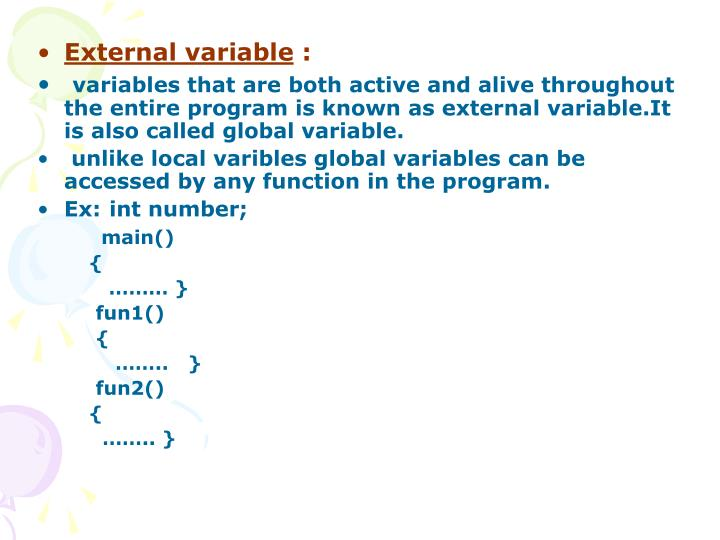 • External variable :
• variables that are both active and alive throughout
the entire program is known as external variable.It
is also called global variable.
• unlike local varibles global variables can be
accessed by any function in the program.
• Ex: int number;
main()
{
……… }
fun1()
{
…….. }
fun2()
{
…….. }